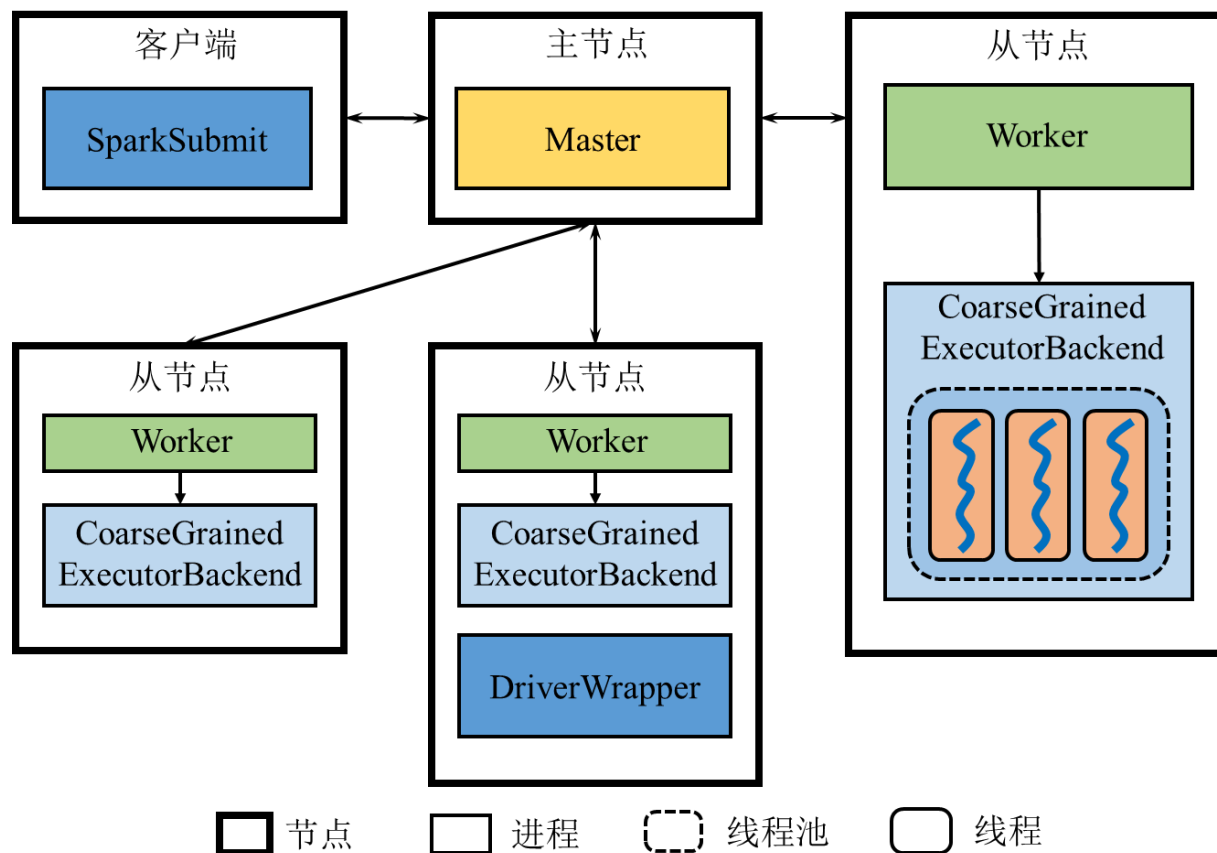 客户端
SparkSubmit
主节点
Master
从节点
Worker
CoarseGrained
ExecutorBackend
从节点
Worker
CoarseGrained
ExecutorBackend
从节点
Worker
CoarseGrained
ExecutorBackend
DriverWrapper
节点
进程
线程池
线程